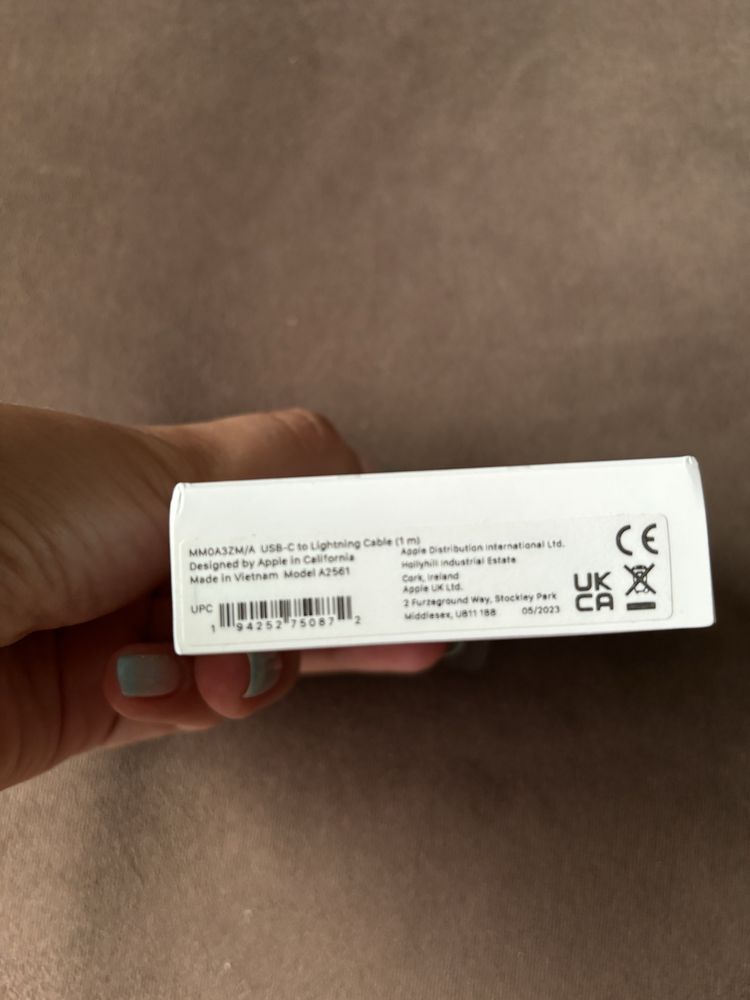 MM0A3ZM/A USB-C to Lightning Cable (1 m)
Designed by Apple in California
Made in Vietnam Model A2561
UPC
1 94252 75087 2
Apple Distribution International Ltd.
Hollyhill Industrial Estate
Cork, Ireland
Apple UK Ltd.
2 Furzeground Way, Stockley Park
Middlesex, UB11 1BB 05/2023
CE
UK
CA